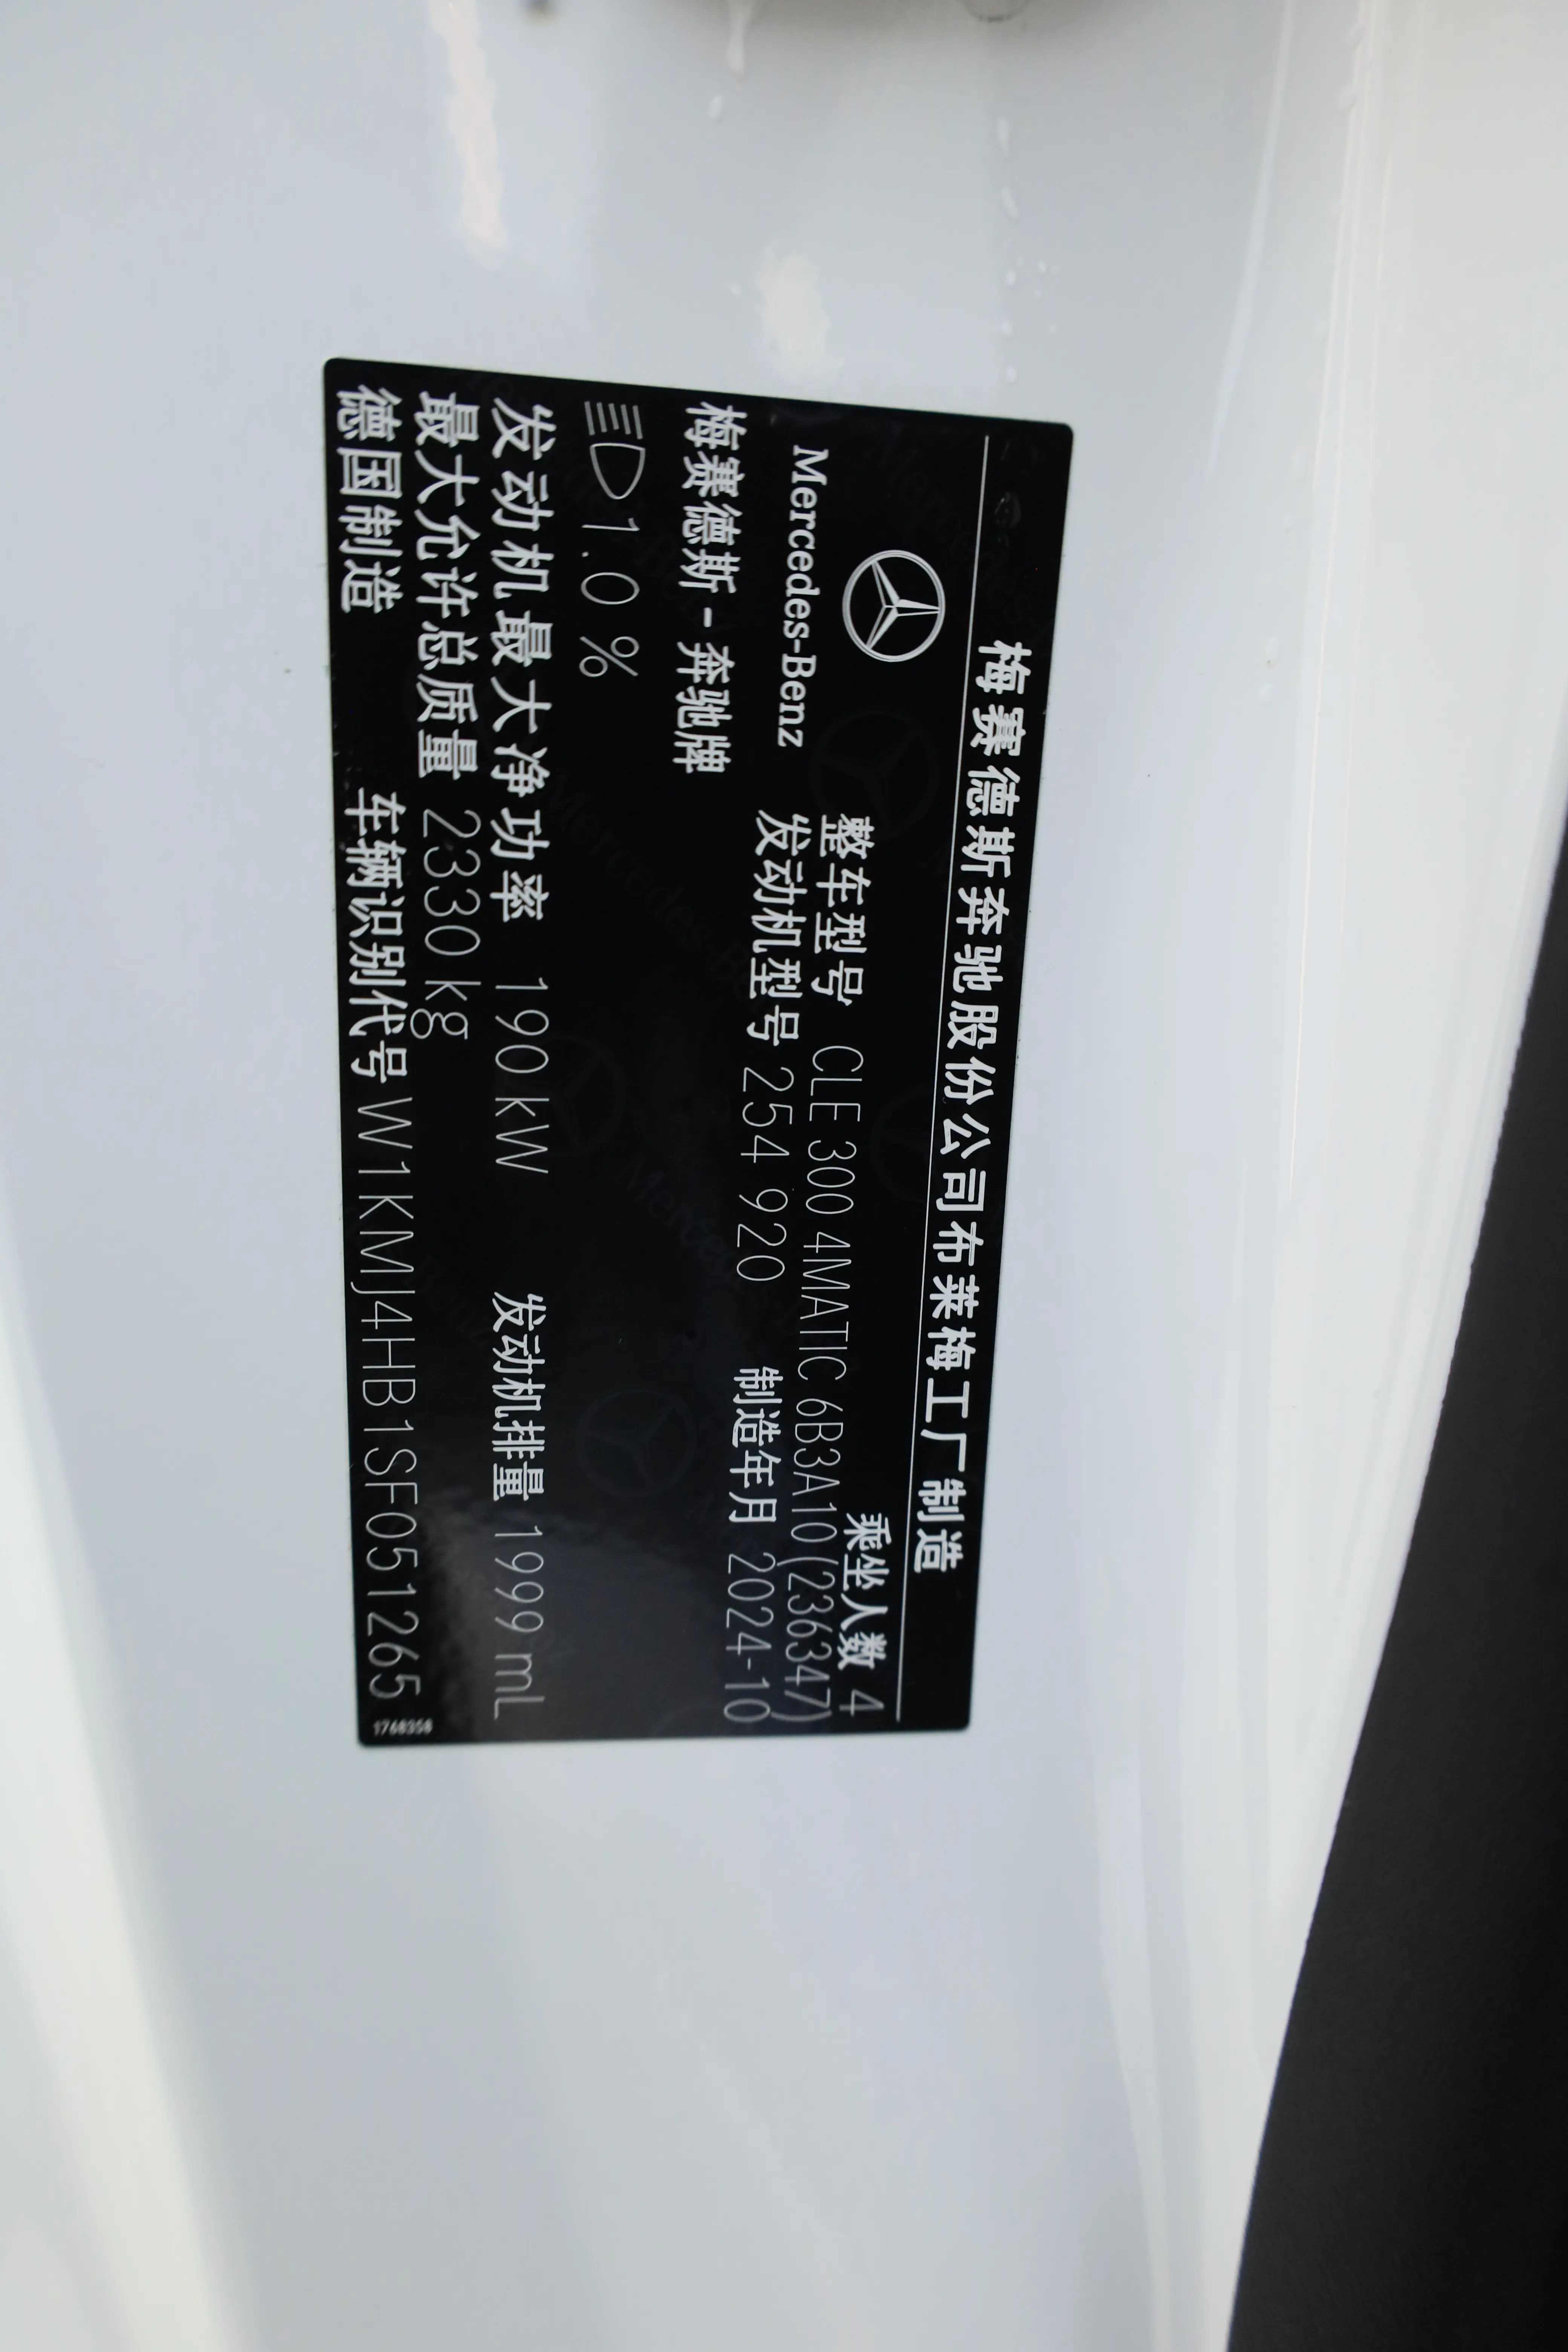 梅赛德斯奔驰股份公司布莱梅工厂制造
乘坐人数 4
整车型号 CLE 300 4MATIC 6B3A10 (236347)
Mercedes-Benz
发动机型号 254 920 制造年月 2024-10
梅赛德斯-奔驰牌
1.0 %
发动机最大净功率 190 kW 发动机排量 1999 mL
最大允许总质量 2330 kg
德国制造 车辆识别代号 W1KMJ4HB1SF051265
1768358